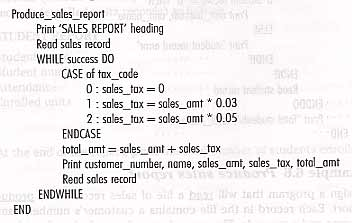 Produce_sales_report
Print 'SALES REPORT' heading
Read sales record
WHILE success DO
CASE of tax_code
0 : sales_tax = 0
1 : sales_tax = sales_amt * 0.03
2 : sales_tax = sales_amt * 0.05
ENDCASE
total_amt = sales_amt + sales_tax
Print customer_number, name, sales_amt, sales_tax, total_amt
Read sales record
ENDWHILE
END